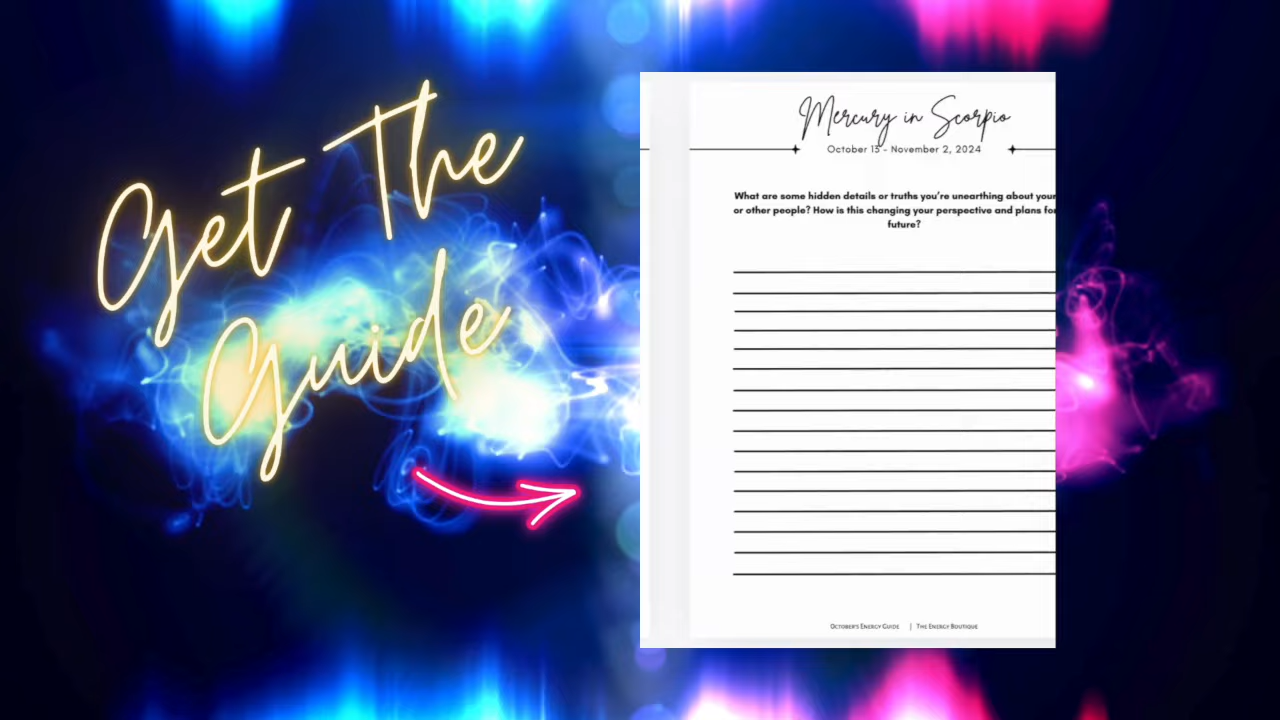 Get The
Guide
Mercury in Scorpio
October 15 - November 2, 2024
What are some hidden details or truths you're unearthing about your
or other people? How is this changing your perspective and plans for
future?
October's Energy Guide | The Energy Boutique